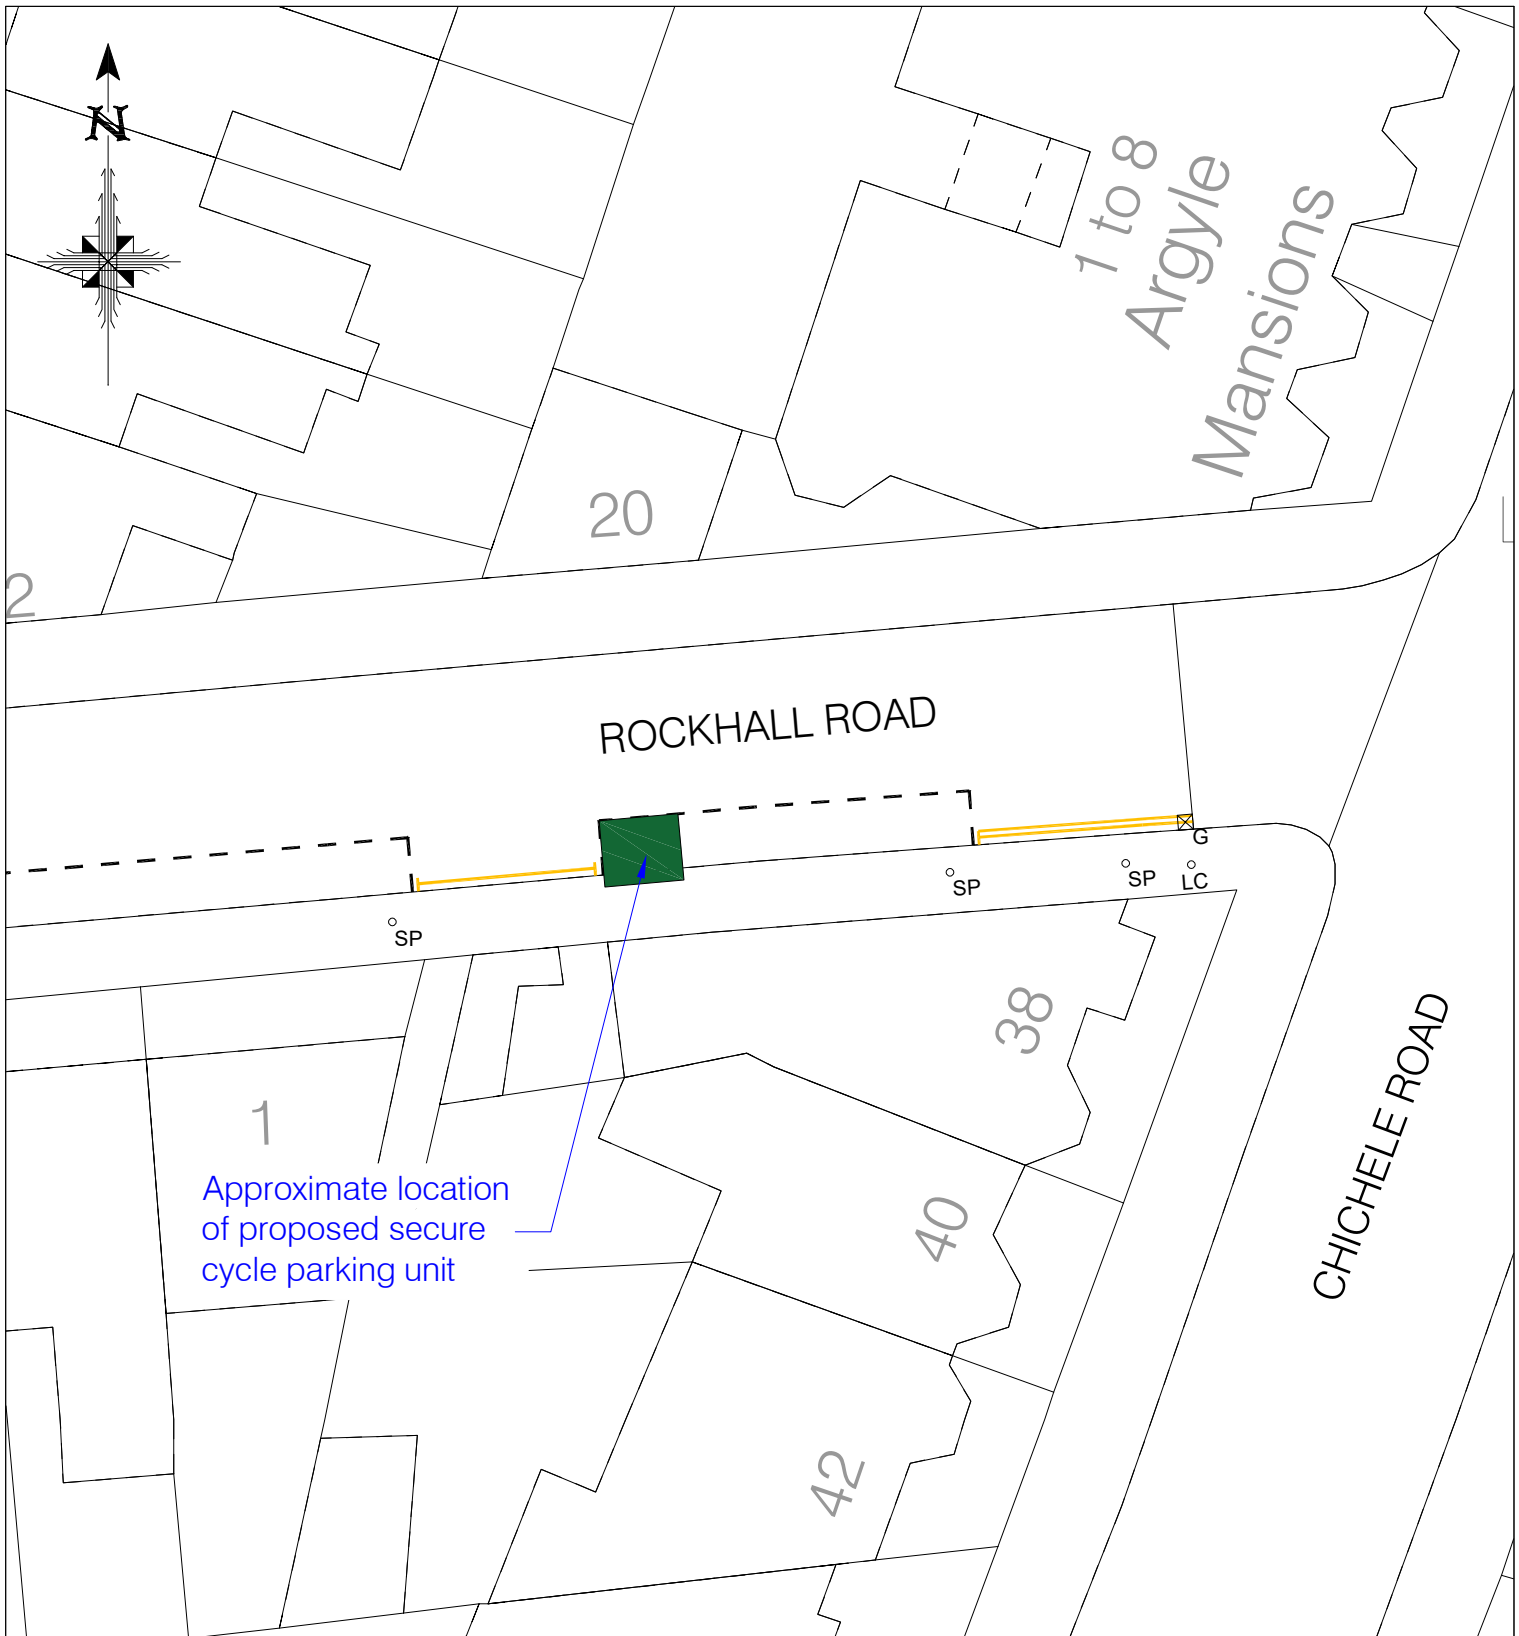 N
1 to 8
Argyle
Mansions
20
2
ROCKHALL ROAD
G
SP
SP
LC
SP
38
1
Approximate location
of proposed secure
cycle parking unit
40
CHICHELE ROAD
42